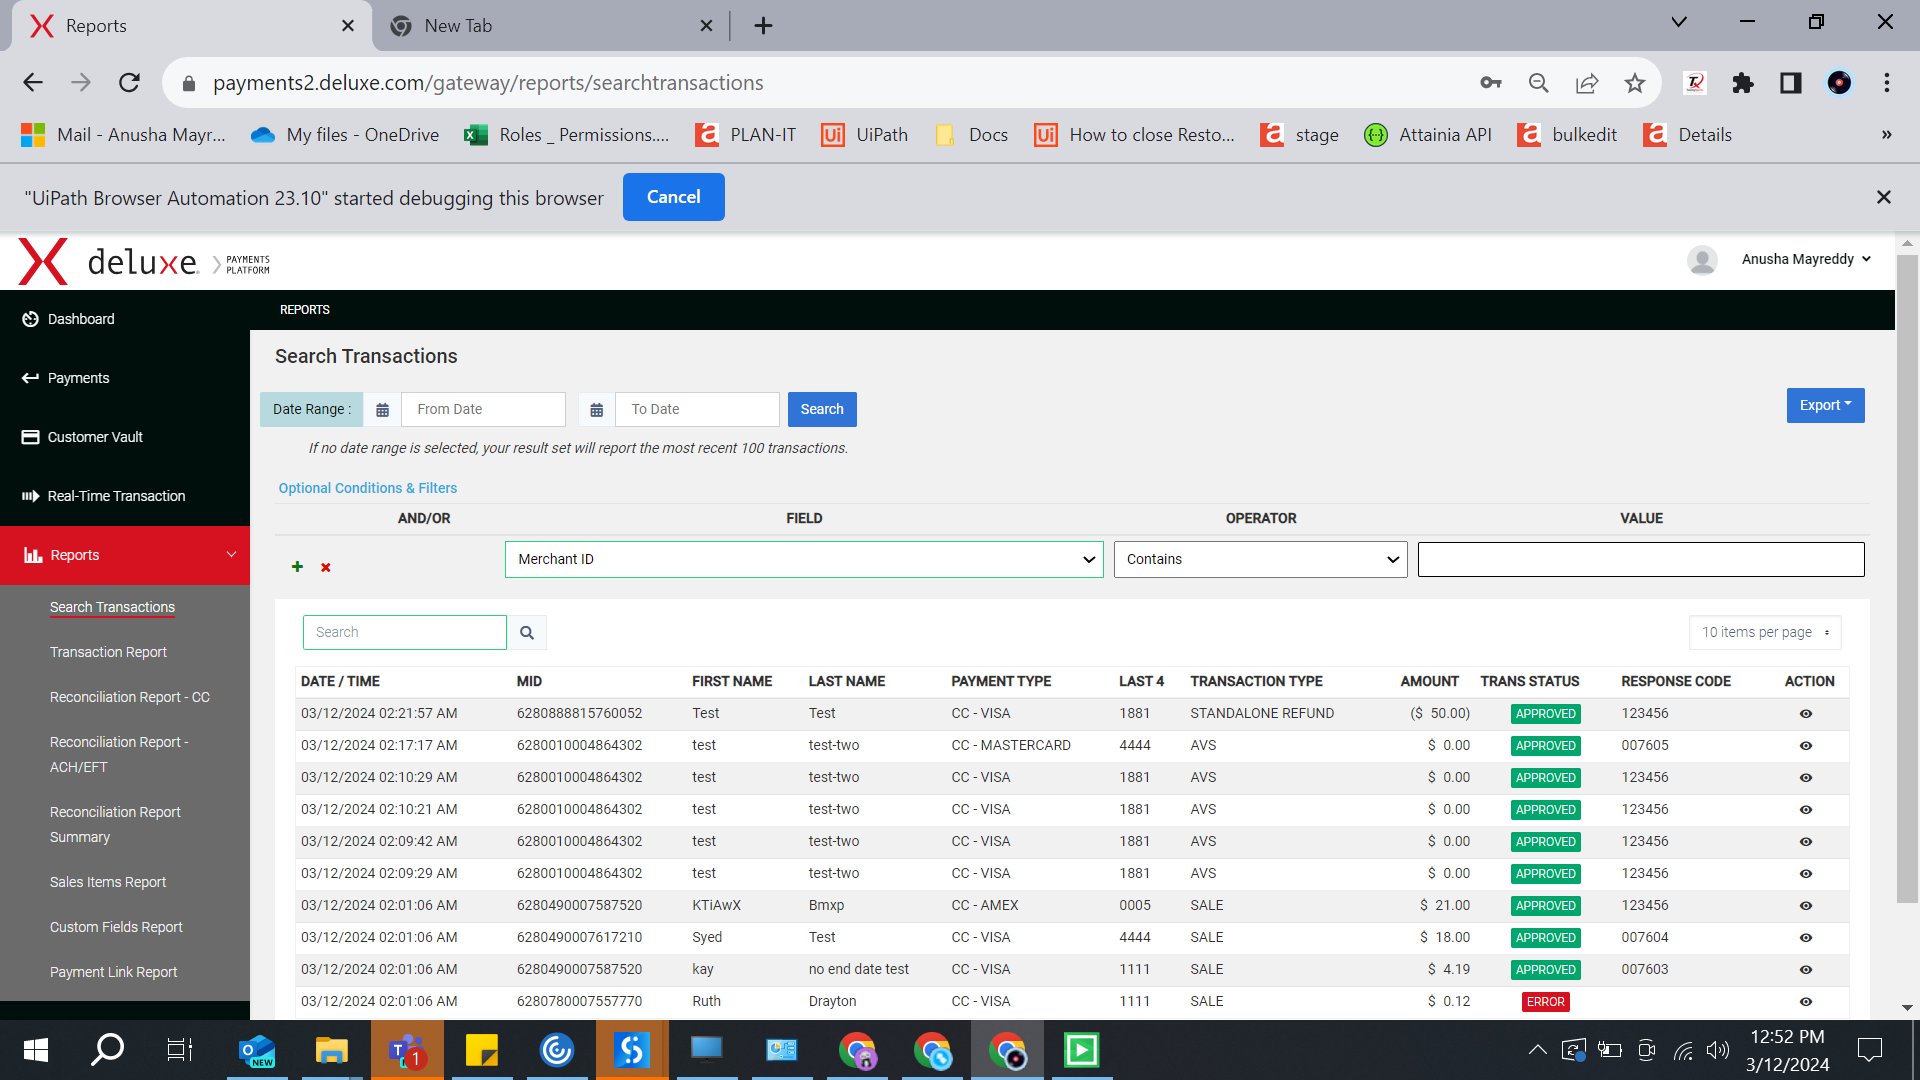 Reports
New Tab
payments2.deluxe.com/gateway/reports/searchtransactions
Mail - Anusha Mayr... My files - OneDrive Roles _ Permissions.... PLAN-IT UiPath Docs How to close Resto... stage Attainia API bulkedit Details »
"UiPath Browser Automation 23.10" started debugging this browser Cancel
deluxe. PAYMENTS PLATFORM
Anusha Mayreddy
Dashboard
Payments
Customer Vault
Real-Time Transaction
Reports
Search Transactions
Transaction Report
Reconciliation Report - CC
Reconciliation Report -
ACH/EFT
Reconciliation Report
Summary
Sales Items Report
Custom Fields Report
Payment Link Report
REPORTS
Search Transactions
Date Range : From Date To Date Search Export
If no date range is selected, your result set will report the most recent 100 transactions.
Optional Conditions & Filters
AND/OR FIELD OPERATOR VALUE
Merchant ID Contains
Search 10 items per page
DATE / TIME MID FIRST NAME LAST NAME PAYMENT TYPE LAST 4 TRANSACTION TYPE AMOUNT TRANS STATUS RESPONSE CODE ACTION
03/12/2024 02:21:57 AM 6280888815760052 Test Test CC - VISA 1881 STANDALONE REFUND ($ 50.00) APPROVED 123456
03/12/2024 02:17:17 AM 6280010004864302 test test-two CC - MASTERCARD 4444 AVS $ 0.00 APPROVED 007605
03/12/2024 02:10:29 AM 6280010004864302 test test-two CC - VISA 1881 AVS $ 0.00 APPROVED 123456
03/12/2024 02:10:21 AM 6280010004864302 test test-two CC - VISA 1881 AVS $ 0.00 APPROVED 123456
03/12/2024 02:09:42 AM 6280010004864302 test test-two CC - VISA 1881 AVS $ 0.00 APPROVED 123456
03/12/2024 02:09:29 AM 6280010004864302 test test-two CC - VISA 1881 AVS $ 0.00 APPROVED 123456
03/12/2024 02:01:06 AM 6280490007587520 KTiAwX Bmxp CC - AMEX 0005 SALE $ 21.00 APPROVED 123456
03/12/2024 02:01:06 AM 6280490007617210 Syed Test CC - VISA 4444 SALE $ 18.00 APPROVED 007604
03/12/2024 02:01:06 AM 6280490007587520 kay no end date test CC - VISA 1111 SALE $ 4.19 APPROVED 007603
03/12/2024 02:01:06 AM 6280780007557770 Ruth Drayton CC - VISA 1111 SALE $ 0.12 ERROR
NEW
1
12:52 PM
3/12/2024